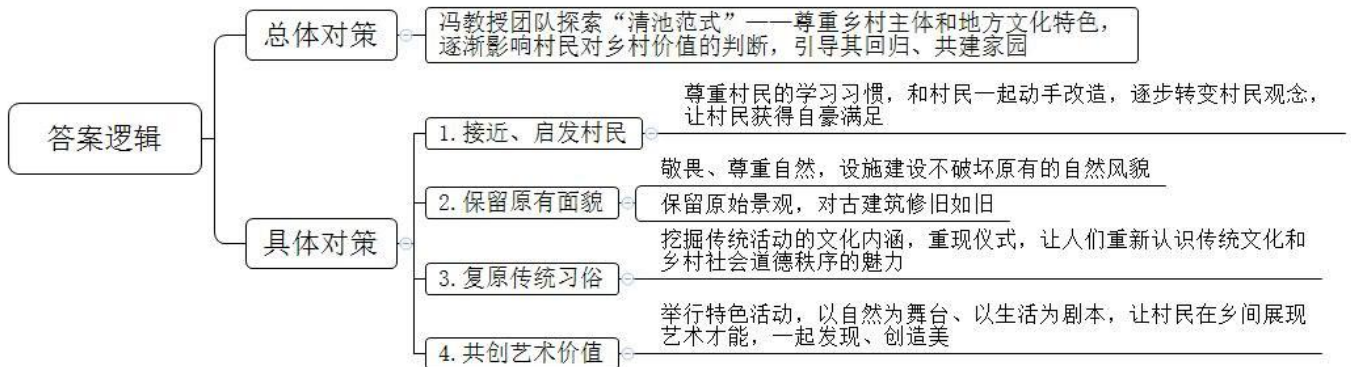 答案逻辑
总体对策
冯教授团队探索“清池范式”——尊重乡村主体和地方文化特色，
逐渐影响村民对乡村价值的判断，引导其回归、共建家园
具体对策
1.接近、启发村民
尊重村民的学习习惯，和村民一起动手改造，逐步转变村民观念，
让村民获得自豪满足
2.保留原有面貌
敬畏、尊重自然，设施建设不破坏原有的自然风貌
保留原始景观，对古建筑修旧如旧
3.复原传统习俗
挖掘传统活动的文化内涵，重现仪式，让人们重新认识传统文化和
乡村社会道德秩序的魅力
4.共创艺术价值
举行特色活动，以自然为舞台、以生活为剧本，让村民在乡间展现
艺术才能，一起发现、创造美